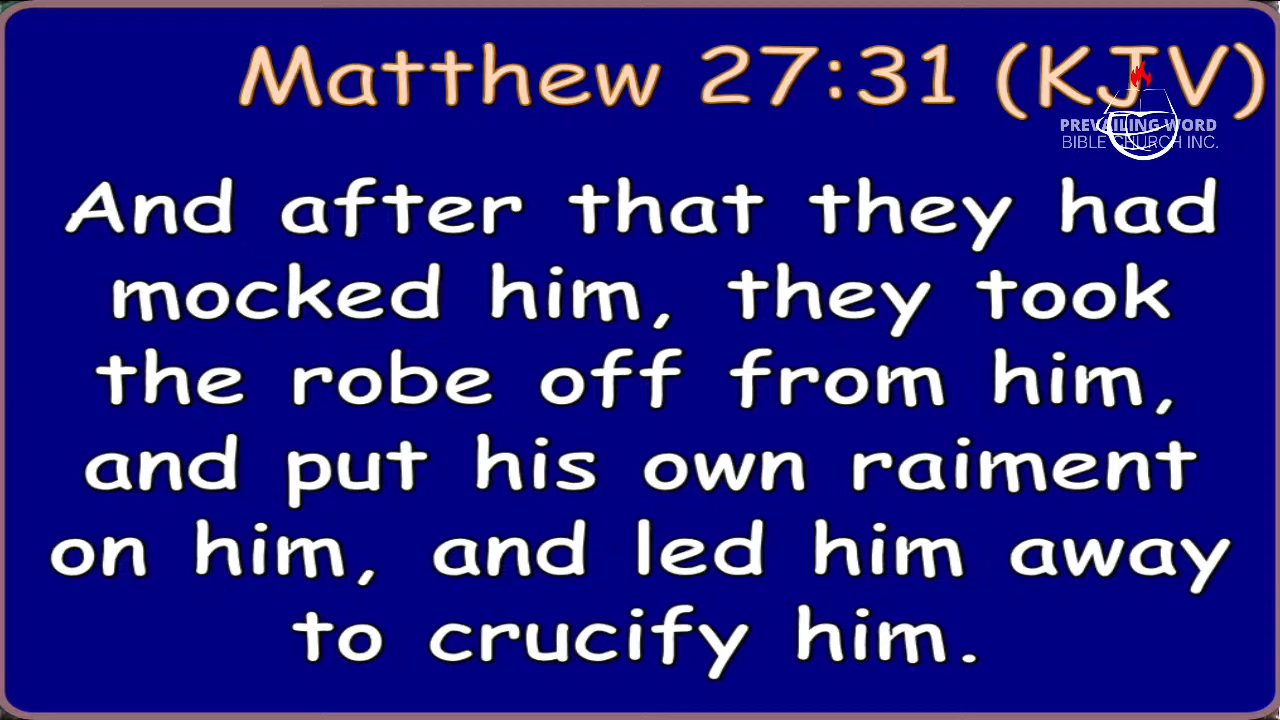 Matthew 27:31 (KJV)
PREVAILING WORD
BIBLE CHURCH INC.
And after that they had
mocked him, they took
the robe off from him,
and put his own raiment
on him, and led him away
to crucify him.